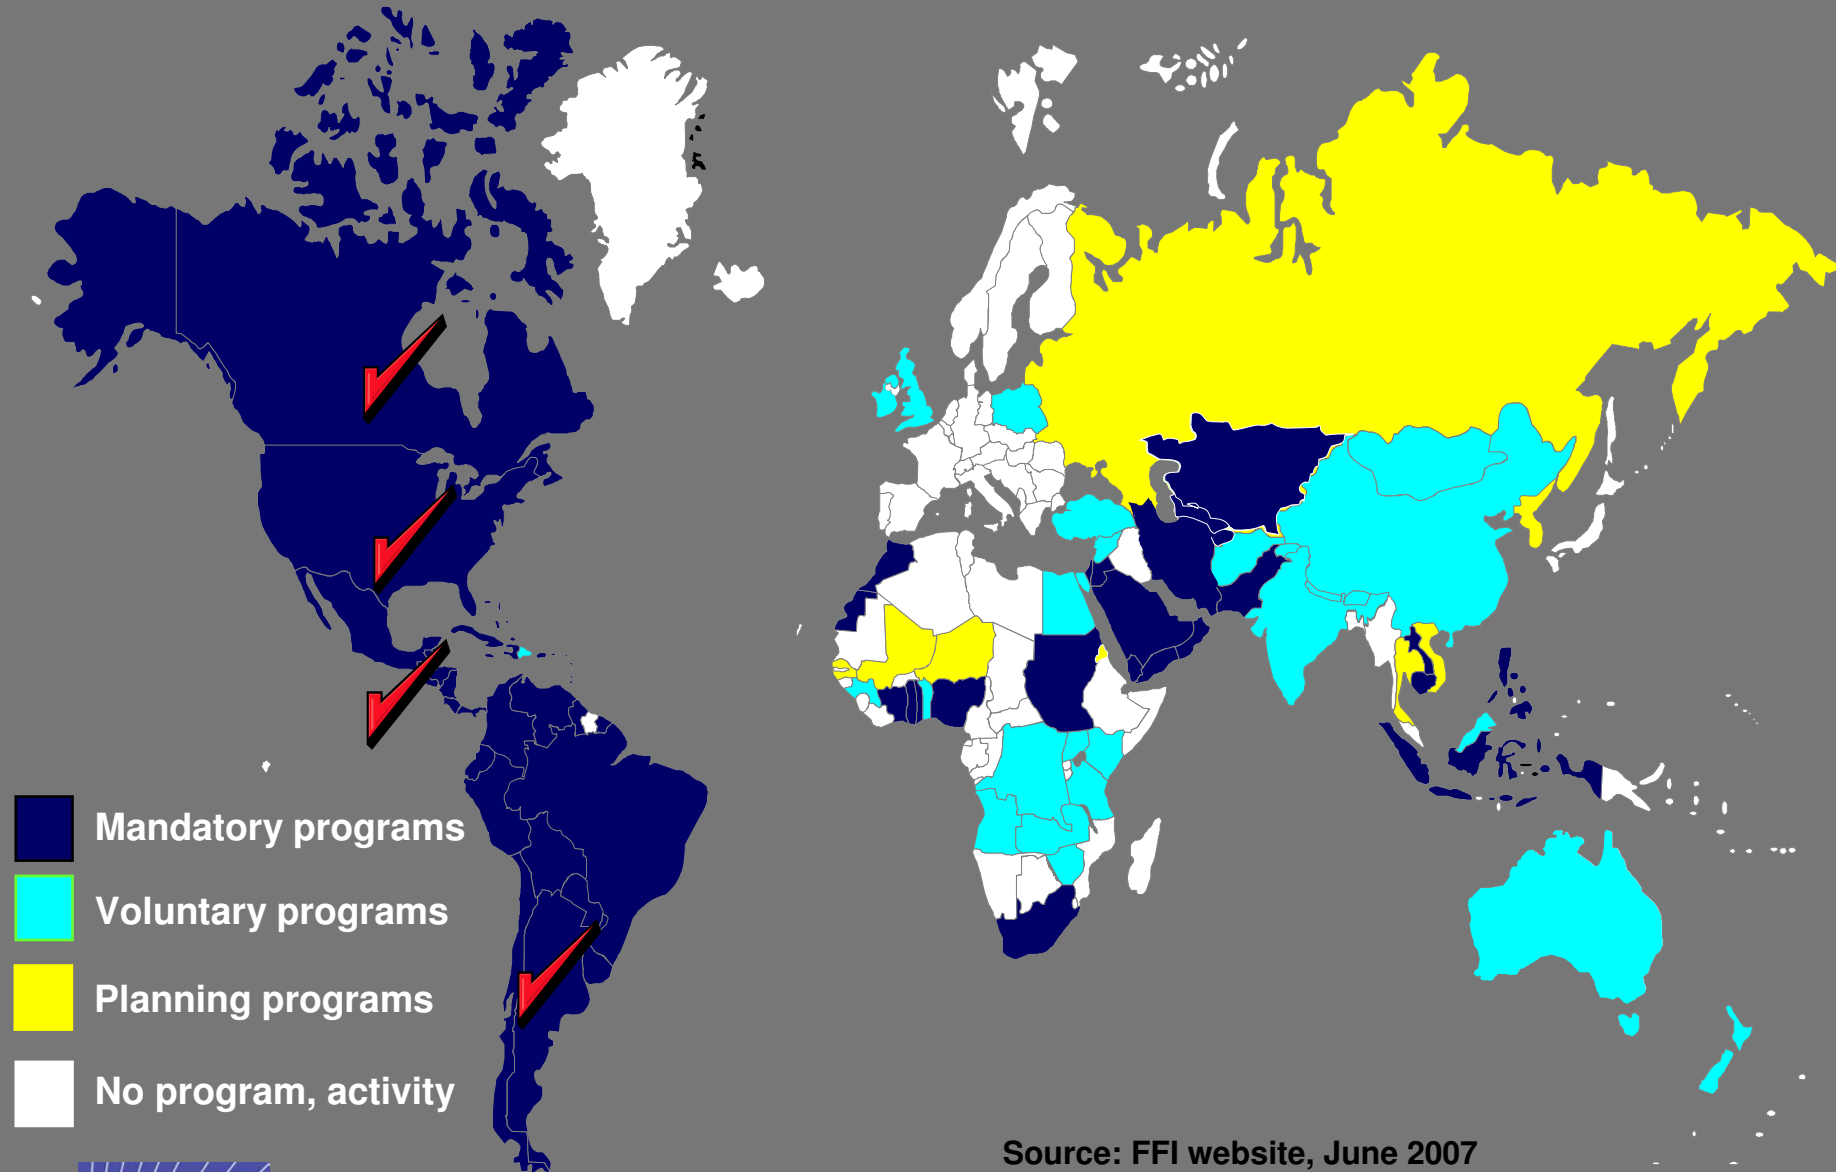 Mandatory programs
Voluntary programs
Planning programs
No program, activity
Source: FFI website, June 2007